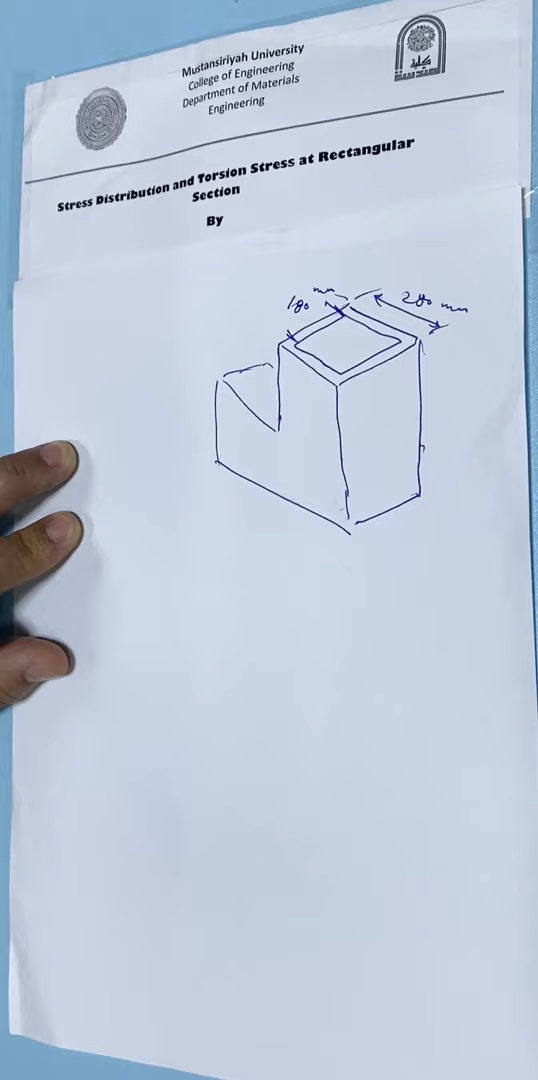 Mustansiriyah University
College of Engineering
Department of Materials
Engineering
كلية
Stress Distribution and Torsion Stress at Rectangular
Section
By
180 mm
280 mm